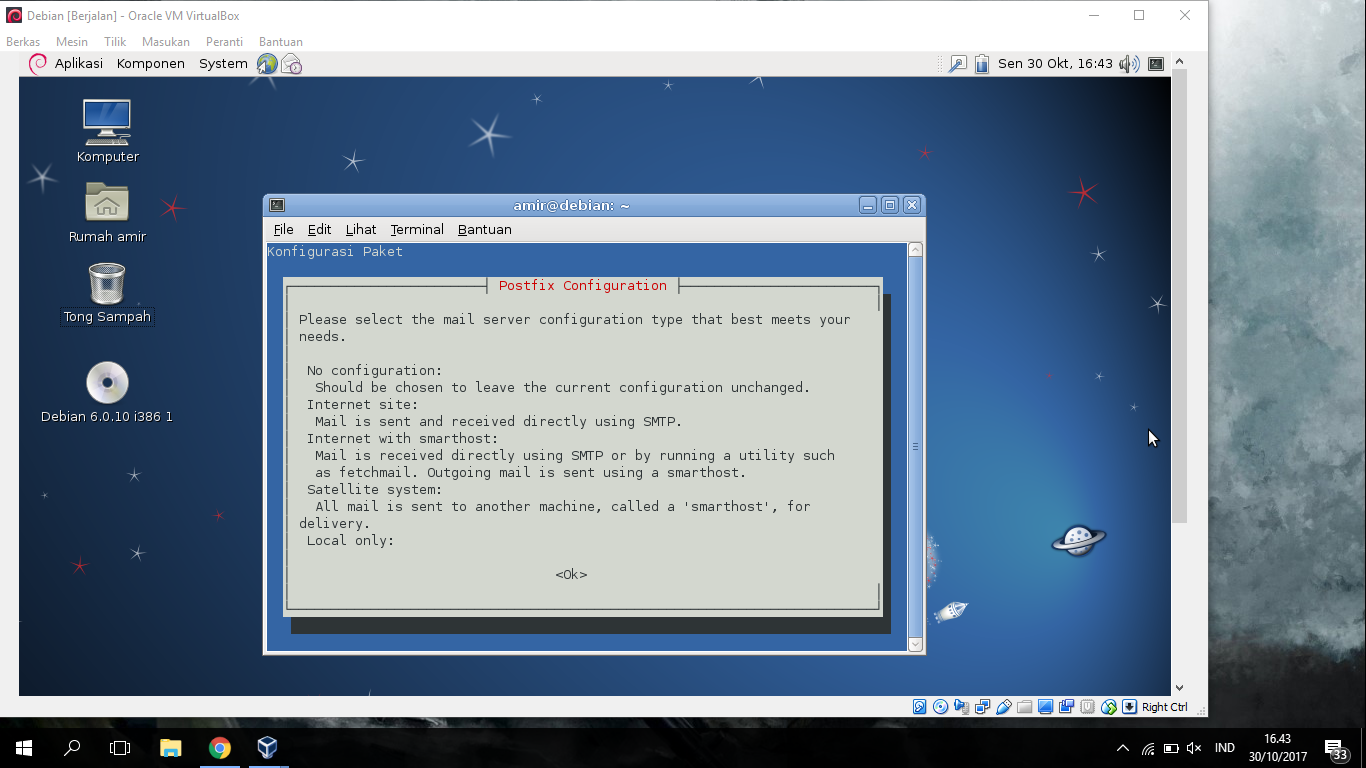 Debian [Berjalan] - Oracle VM VirtualBox
Berkas Mesin Tilik Masukan Peranti Bantuan
Aplikasi Komponen System Sen 30 Okt, 16:43
Komputer
Rumah amir
Tong Sampah
Debian 6.0.10 i386 1
amir@debian: ~
File Edit Lihat Terminal Bantuan
Konfigurasi Paket
Postfix Configuration
Please select the mail server configuration type that best meets your
needs.
No configuration:
Should be chosen to leave the current configuration unchanged.
Internet site:
Mail is sent and received directly using SMTP.
Internet with smarthost:
Mail is received directly using SMTP or by running a utility such
as fetchmail. Outgoing mail is sent using a smarthost.
Satellite system:
All mail is sent to another machine, called a 'smarthost', for
delivery.
Local only:
<Ok>
Right Ctrl
IND
16.43
30/10/2017
33